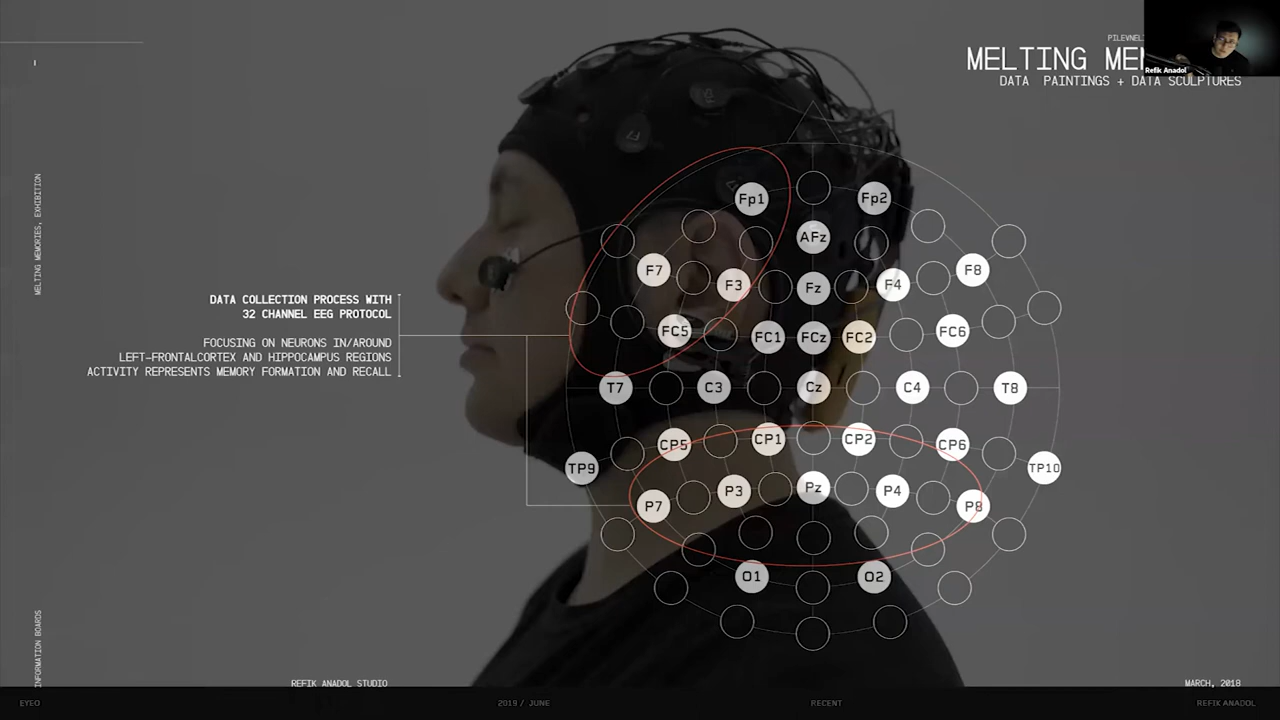 PILEVNELI
MELTING ME
Refik Anadol
DATA PAINTINGS + DATA SCULPTURES
I
MELTING MEMORIES, EXHIBITION
DATA COLLECTION PROCESS WITH
32 CHANNEL EEG PROTOCOL
FOCUSING ON NEURONS IN/AROUND
LEFT-FRONTALCORTEX AND HIPPOCAMPUS REGIONS
ACTIVITY REPRESENTS MEMORY FORMATION AND RECALL
Fp1 Fp2
AFz
F7 F3 Fz F4 F8
FC5 FC1 FCz FC2 FC6
T7 C3 Cz C4 T8
CP5 CP1 CP2 CP6
TP9 TP10
P7 P3 Pz P4 P8
O1 O2
INFORMATION BOARDS
REFIK ANADOL STUDIO
MARCH, 2018
EYEO
2019 / JUNE
RECENT
REFIK ANADOL